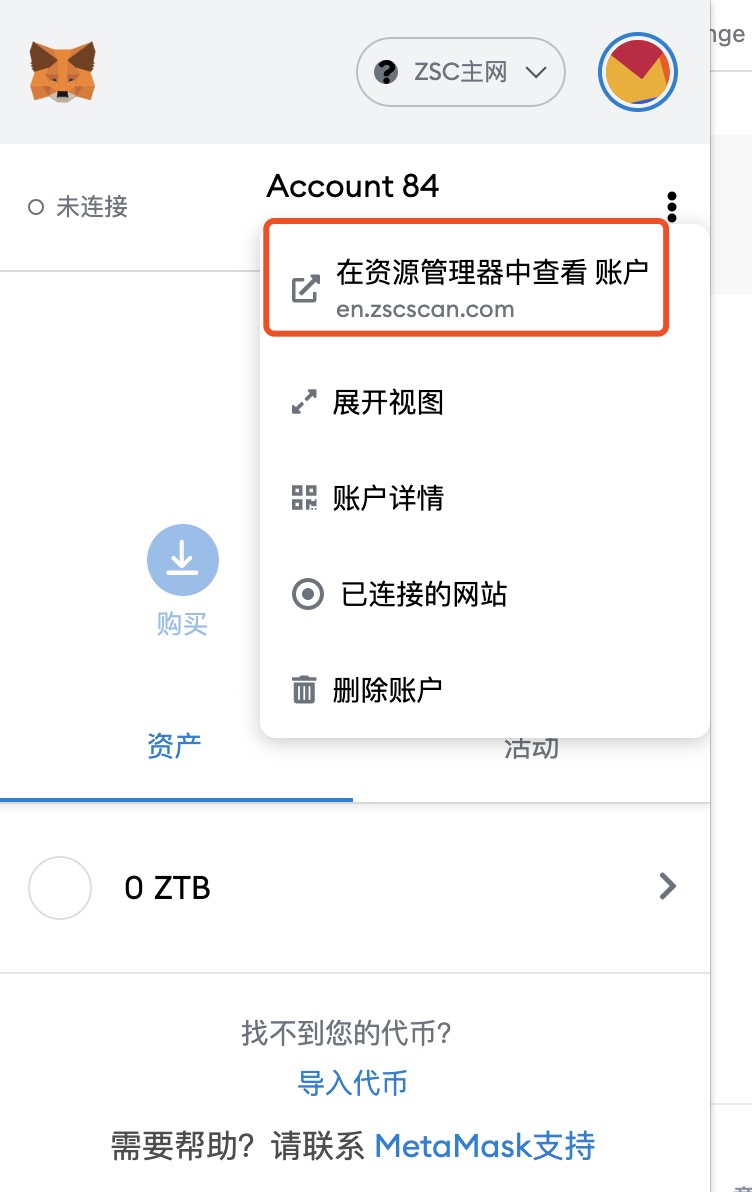 nge
ZSC主网
Account 84
未连接
在资源管理器中查看 账户
en.zscscan.com
展开视图
账户详情
已连接的网站
删除账户
购买
资产
活动
0 ZTB
找不到您的代币?
导入代币
需要帮助? 请联系 MetaMask支持